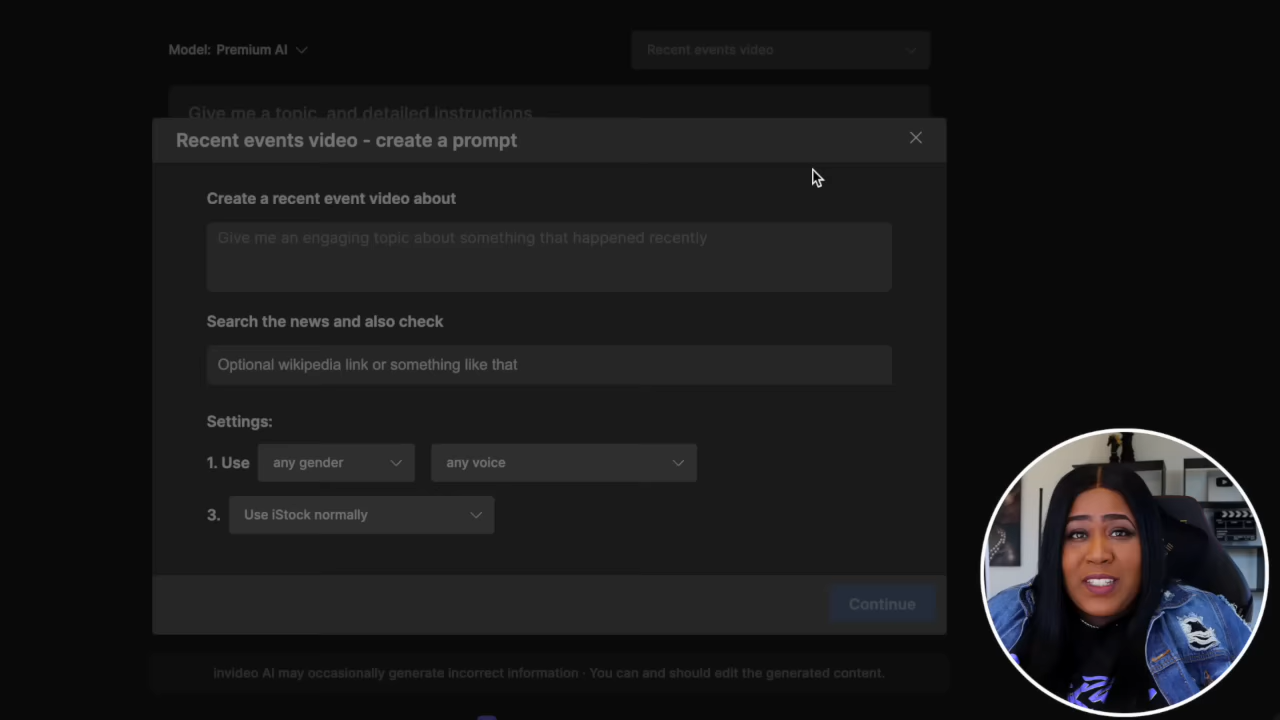 Model: Premium AI
Recent events video
Give me a topic, and detailed instructions...
Recent events video - create a prompt
Create a recent event video about
Give me an engaging topic about something that happened recently
Search the news and also check
Optional wikipedia link or something like that
Settings:
1. Use any gender any voice
3. Use iStock normally
Continue
invideo AI may occasionally generate incorrect information · You can and should edit the generated content.